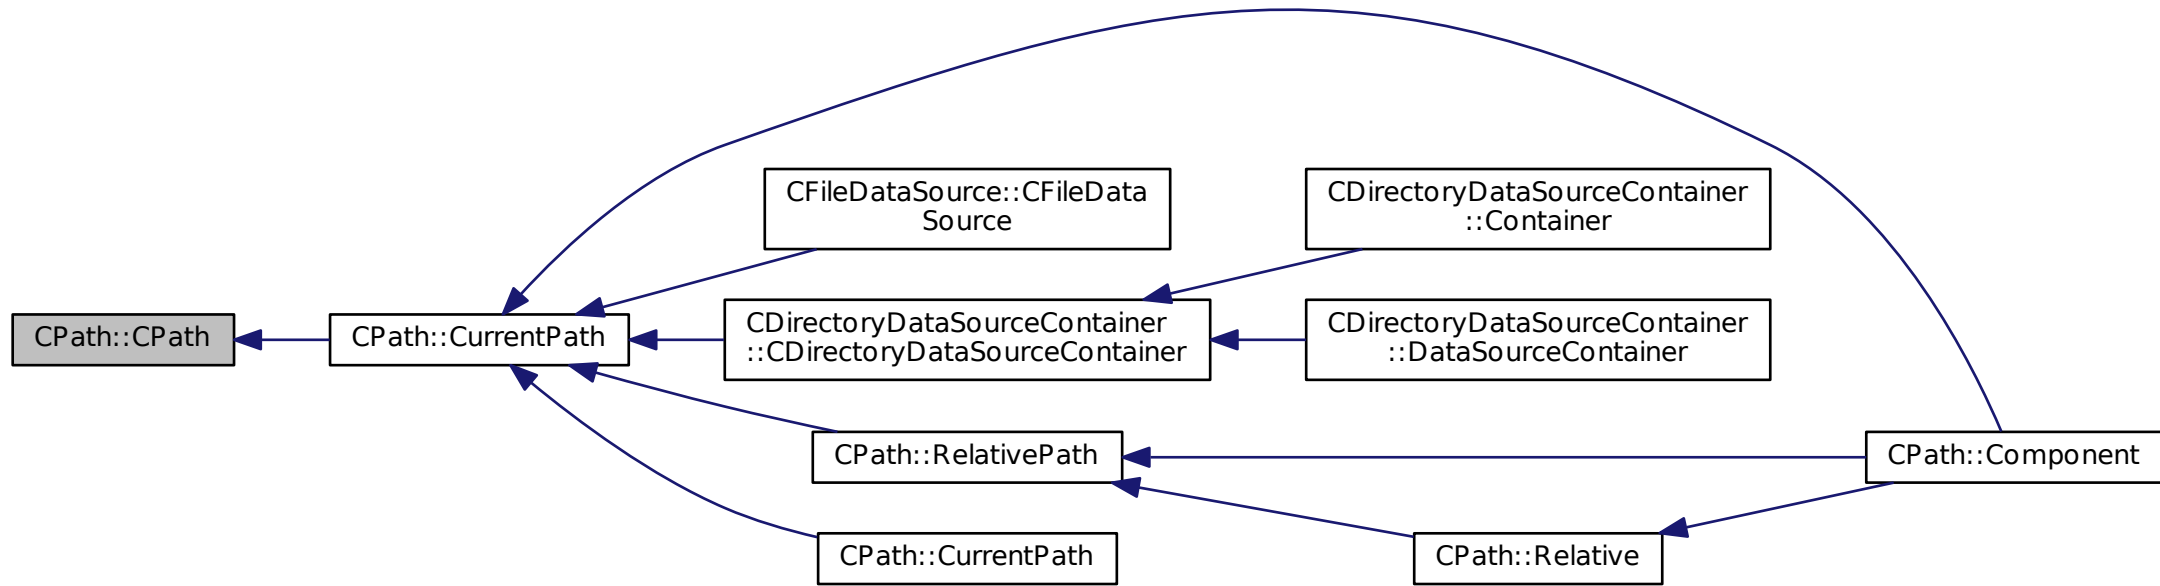 CPath::CPath
CPath::CurrentPath
CFileDataSource::CFileData
Source
CDirectoryDataSourceContainer
::CDirectoryDataSourceContainer
CPath::RelativePath
CPath::CurrentPath
CDirectoryDataSourceContainer
::Container
CDirectoryDataSourceContainer
::DataSourceContainer
CPath::Relative
CPath::Component